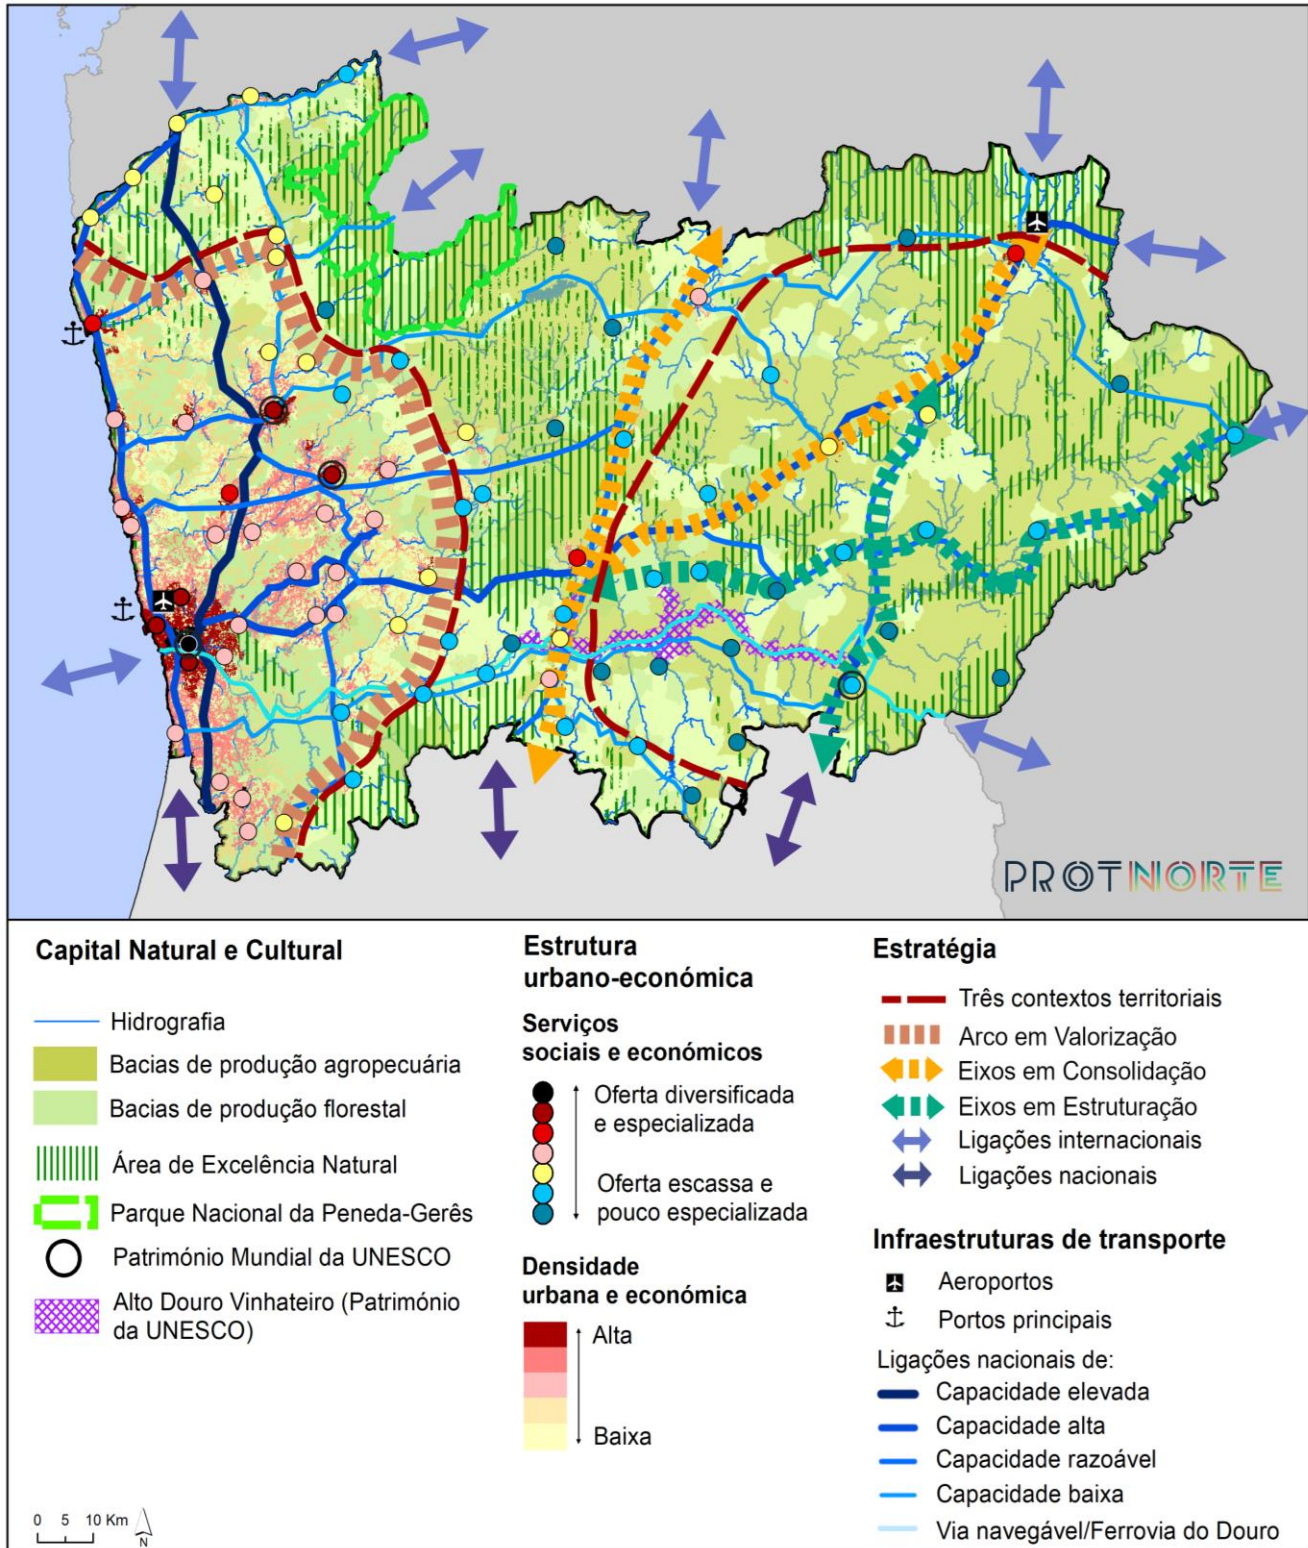 PROTNORTE
Capital Natural e Cultural
Hidrografia
Bacias de produção agropecuária
Bacias de produção florestal
Área de Excelência Natural
Parque Nacional da Peneda-Gerês
Património Mundial da UNESCO
Alto Douro Vinhateiro (Património
da UNESCO)
0 5 10 Km
N
Estrutura
urbano-económica
Serviços
sociais e económicos
Oferta diversificada
e especializada
Oferta escassa e
pouco especializada
Densidade
urbana e económica
Alta
Baixa
Estratégia
Três contextos territoriais
Arco em Valorização
Eixos em Consolidação
Eixos em Estruturação
Ligações internacionais
Ligações nacionais
Infraestruturas de transporte
Aeroportos
Portos principais
Ligações nacionais de:
Capacidade elevada
Capacidade alta
Capacidade razoável
Capacidade baixa
Via navegável/Ferrovia do Douro